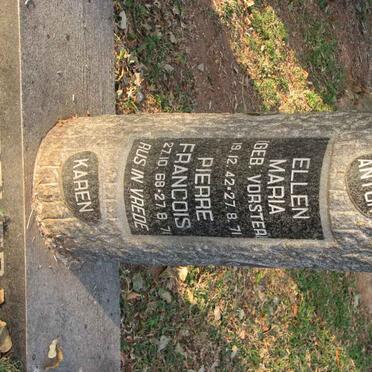 ELLEN
MARIA
GEB. VORSTER
19.12.42-27.8.71
PIERRE
FRANCOIS
27.10.68-27.8.71
RUS IN VREDE
KAREN